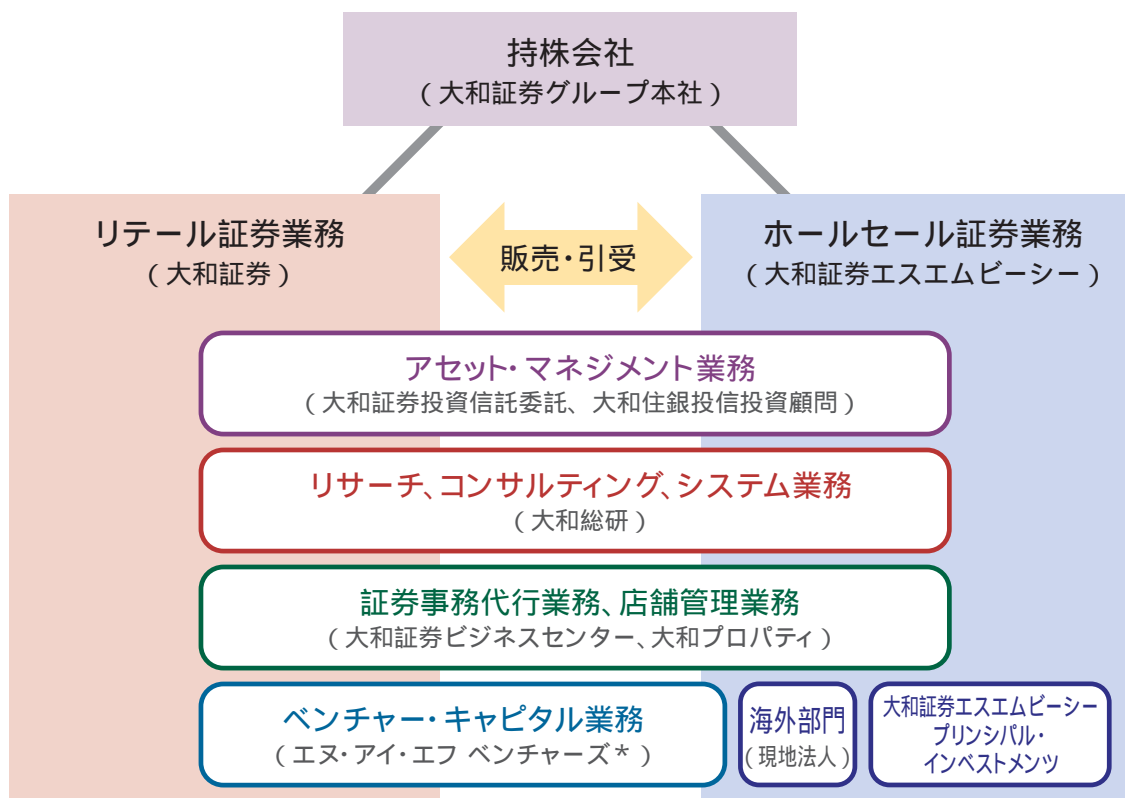 持株会社
(大和証券グループ本社)
リテール証券業務
(大和証券)
販売・引受
ホールセール証券業務
(大和証券エスエムビーシー)
アセット・マネジメント業務
(大和証券投資信託委託、大和住銀投信投資顧問)
リサーチ、コンサルティング、システム業務
(大和総研)
証券事務代行業務、店舗管理業務
(大和証券ビジネスセンター、大和プロパティ)
ベンチャー・キャピタル業務
(エヌ・アイ・エフ ベンチャーズ*)
海外部門
(現地法人)
大和証券エスエムビーシー
プリンシパル・
インベストメンツ